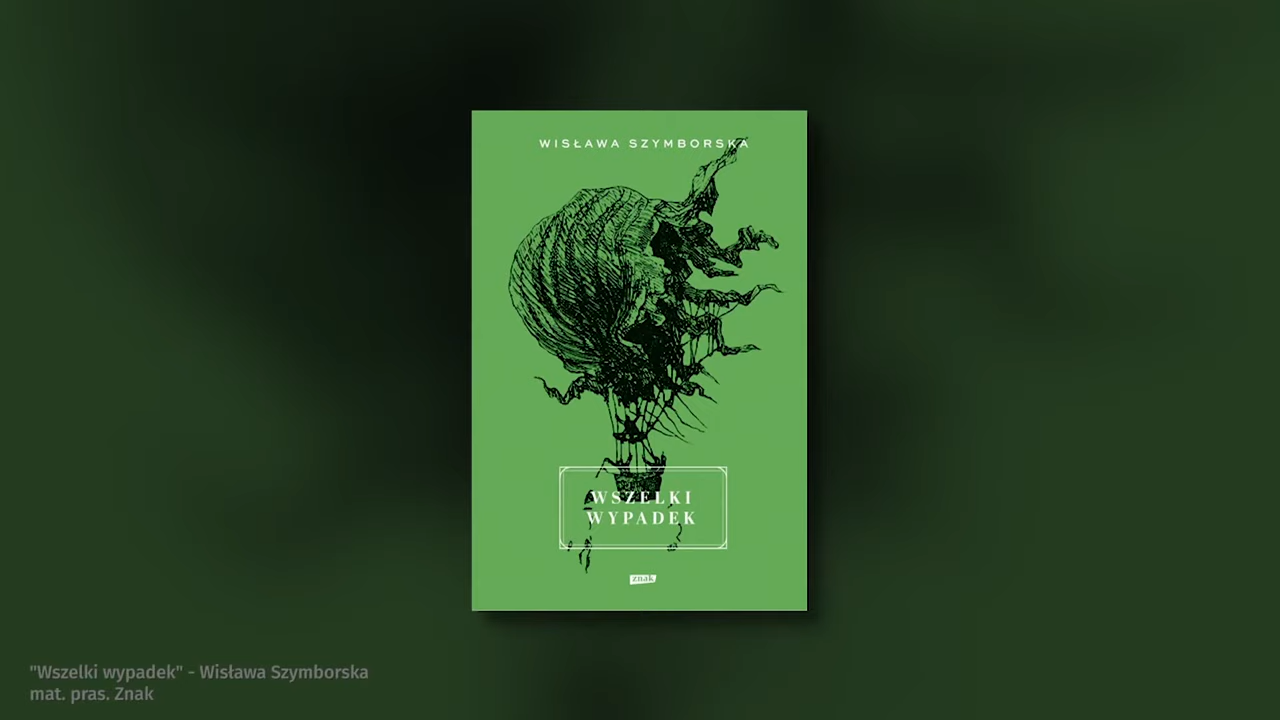 WISŁAWA SZYMBORSKA
WSZELKI
WYPADEK
znak
"Wszelki wypadek" - Wisława Szymborska
mat. pras. Znak